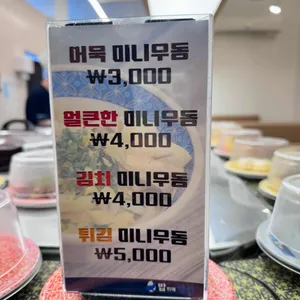 어묵 미니우동
₩3,000
얼큰한 미니우동
₩4,000
김치 미니우동
₩4,000
튀김 미니우동
₩5,000